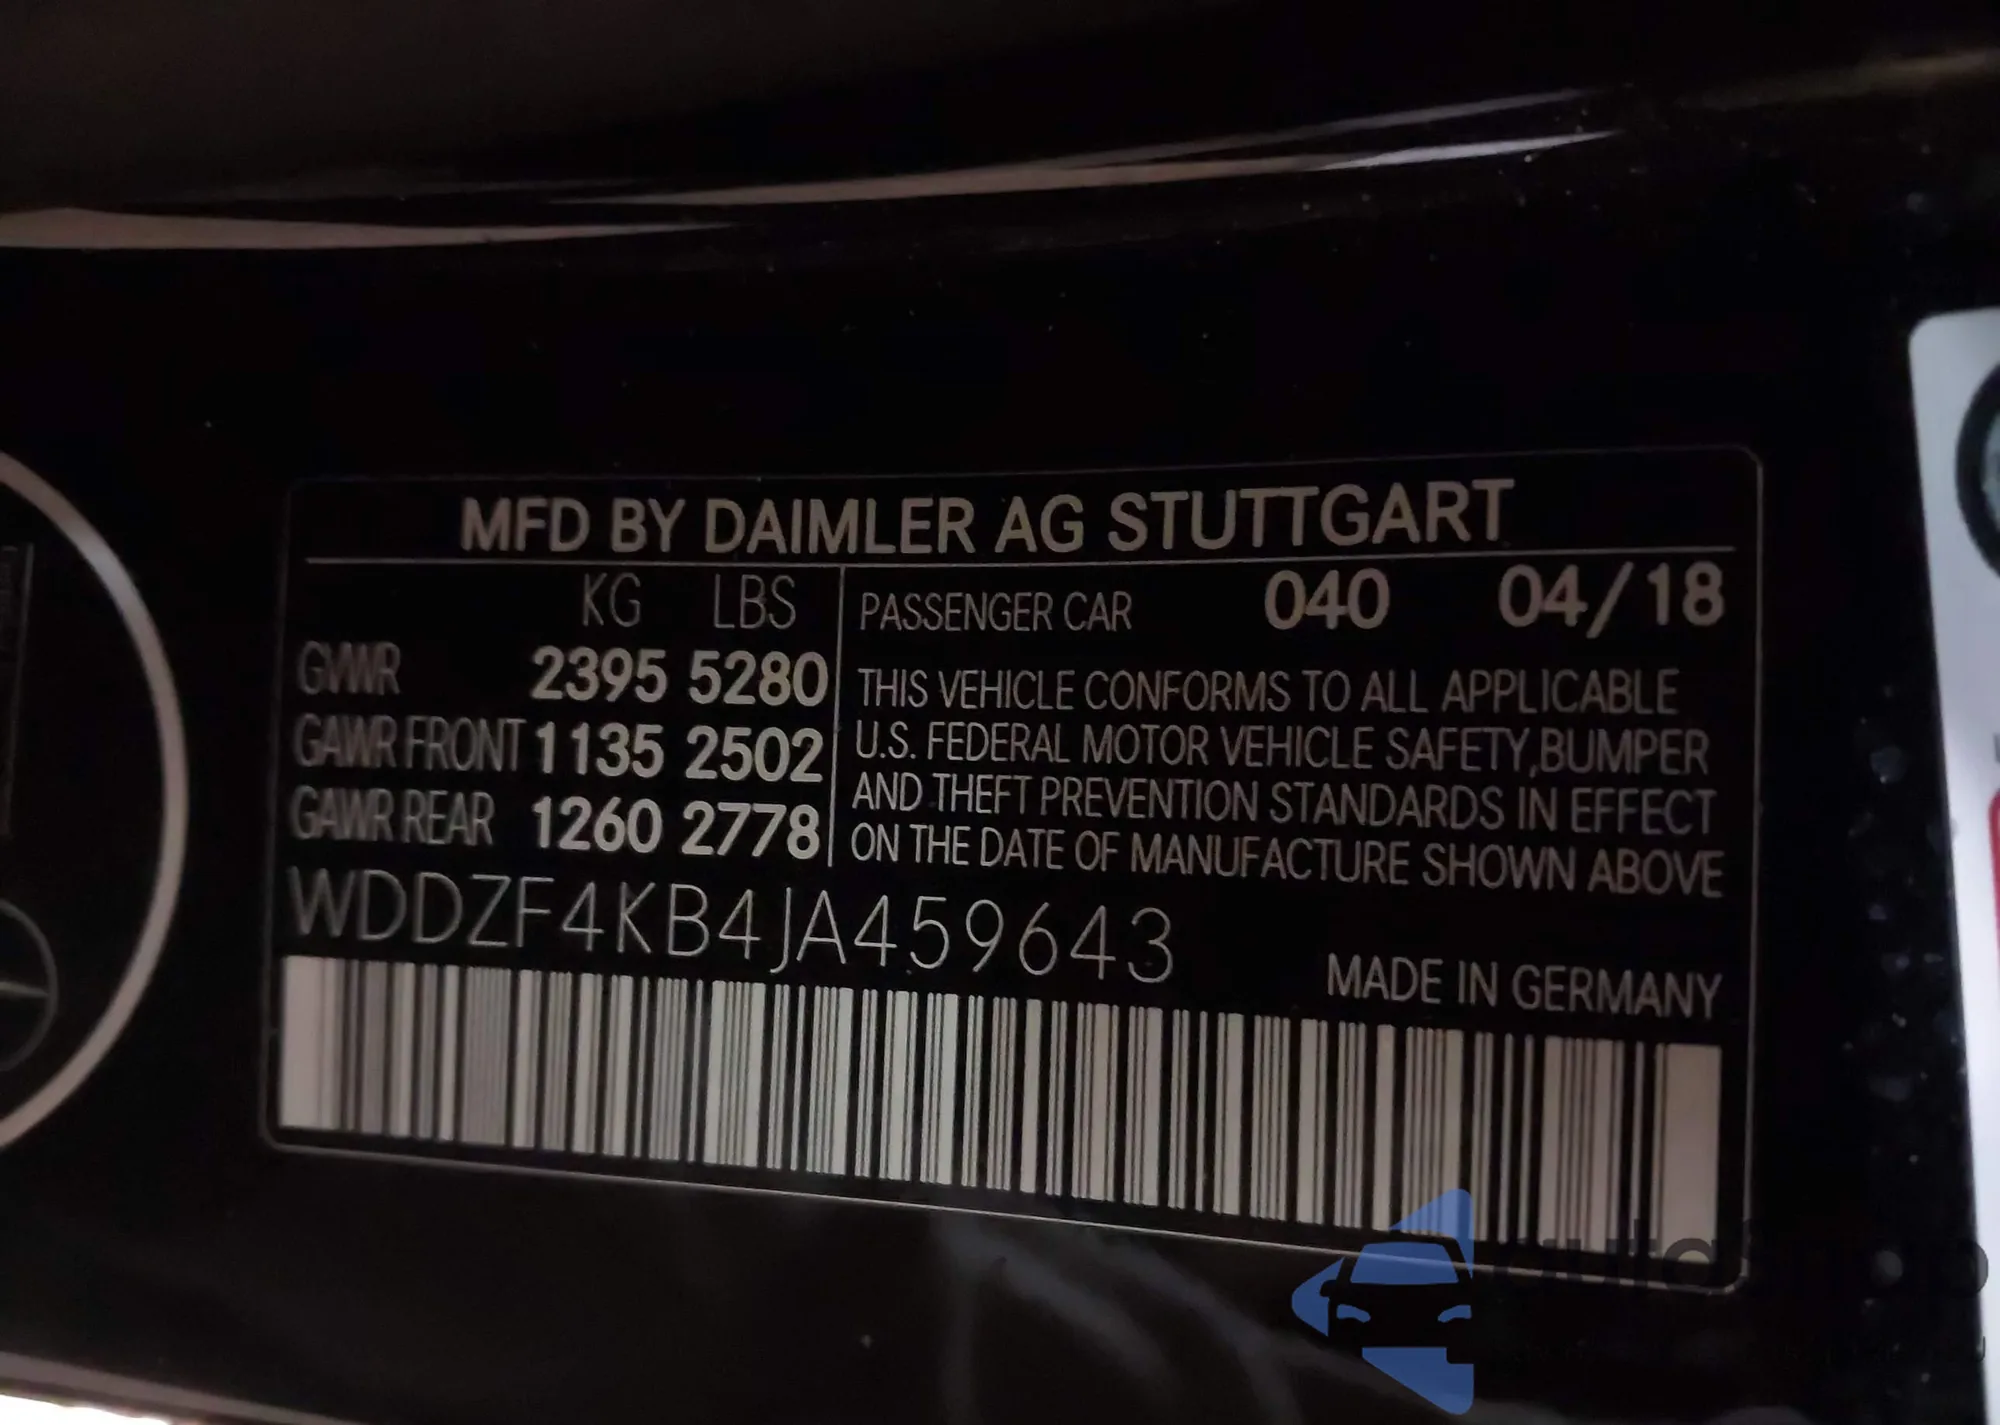 MFD BY DAIMLER AG STUTTGART
KG LBS
GVWR 2395 5280
GAWR FRONT 1135 2502
GAWR REAR 1260 2778
PASSENGER CAR 040 04/18
THIS VEHICLE CONFORMS TO ALL APPLICABLE
U.S. FEDERAL MOTOR VEHICLE SAFETY,BUMPER
AND THEFT PREVENTION STANDARDS IN EFFECT
ON THE DATE OF MANUFACTURE SHOWN ABOVE
WDDZF4KB4JA459643
MADE IN GERMANY